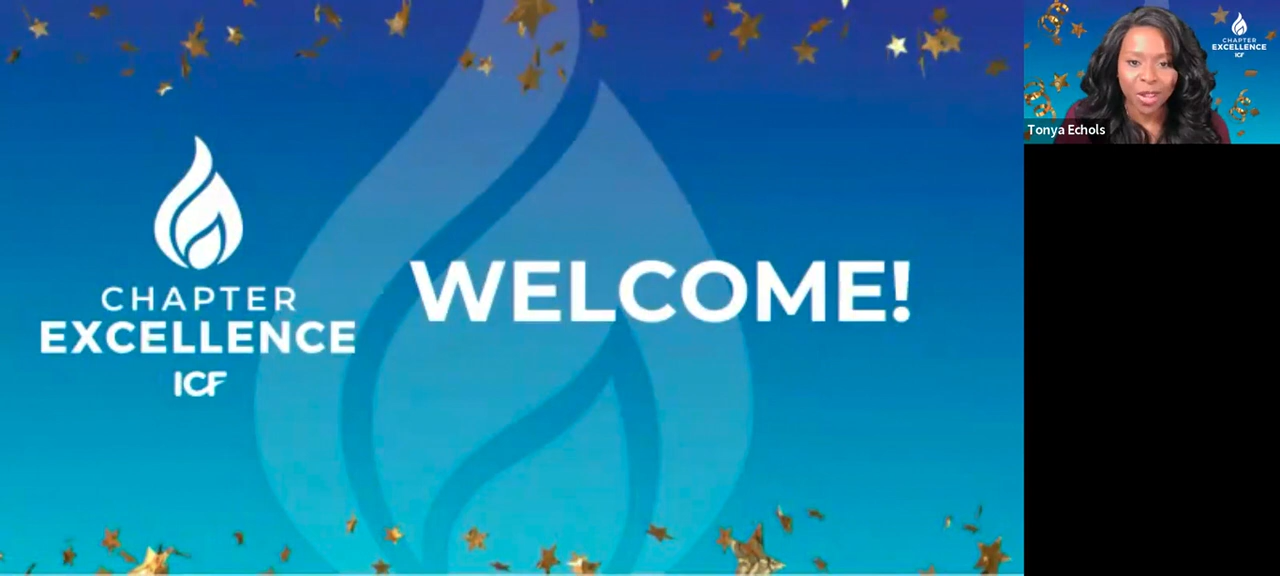 CHAPTER
EXCELLENCE
ICF
WELCOME!
CHAPTER
EXCELLENCE
ICF
Tonya Echols